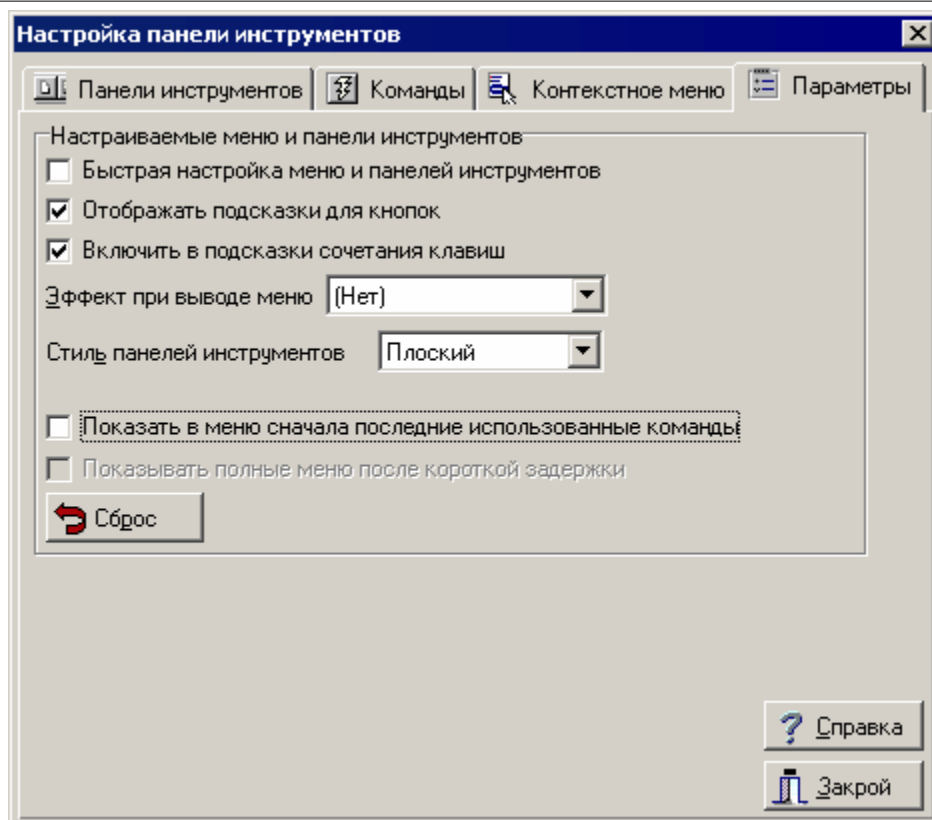 Настройка панели инструментов
Панели инструментов Команды Контекстное меню Параметры
Настраиваемые меню и панели инструментов
Быстрая настройка меню и панелей инструментов
Отображать подсказки для кнопок
Включить в подсказки сочетания клавиш
Эффект при выводе меню (Нет)
Стиль панелей инструментов Плоский
Показать в меню сначала последние использованные команды
Показывать полные меню после короткой задержки
Сброс
Справка
Закрой